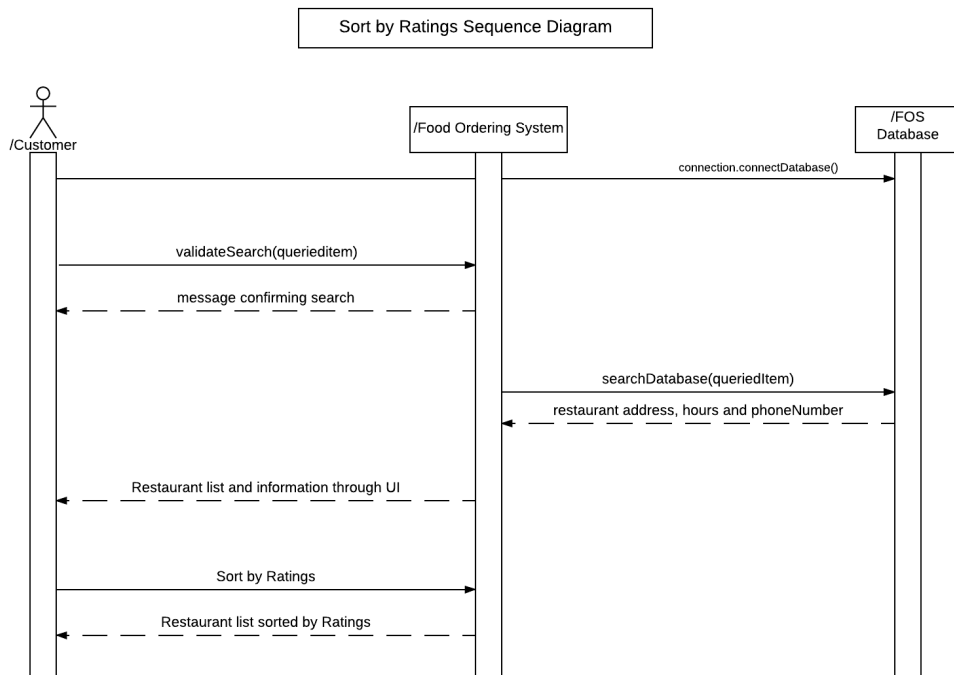 Sort by Ratings Sequence Diagram
/Customer
/Food Ordering System
/FOS
Database
connection.connectDatabase()
validateSearch(querieditem)
message confirming search
searchDatabase(queriedItem)
restaurant address, hours and phoneNumber
Restaurant list and information through UI
Sort by Ratings
Restaurant list sorted by Ratings